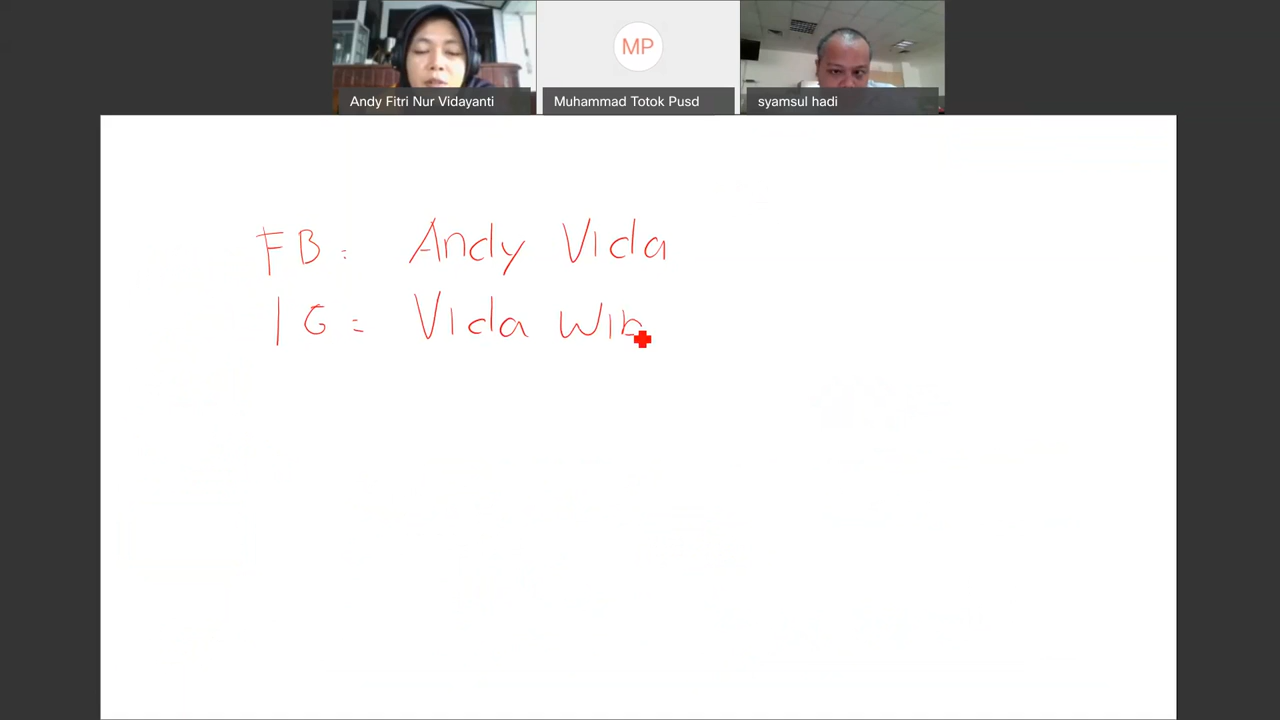 Andy Fitri Nur Vidayanti
MP
Muhammad Totok Pusd
syamsul hadi
FB: Andy Vida
IG = Vida Wib